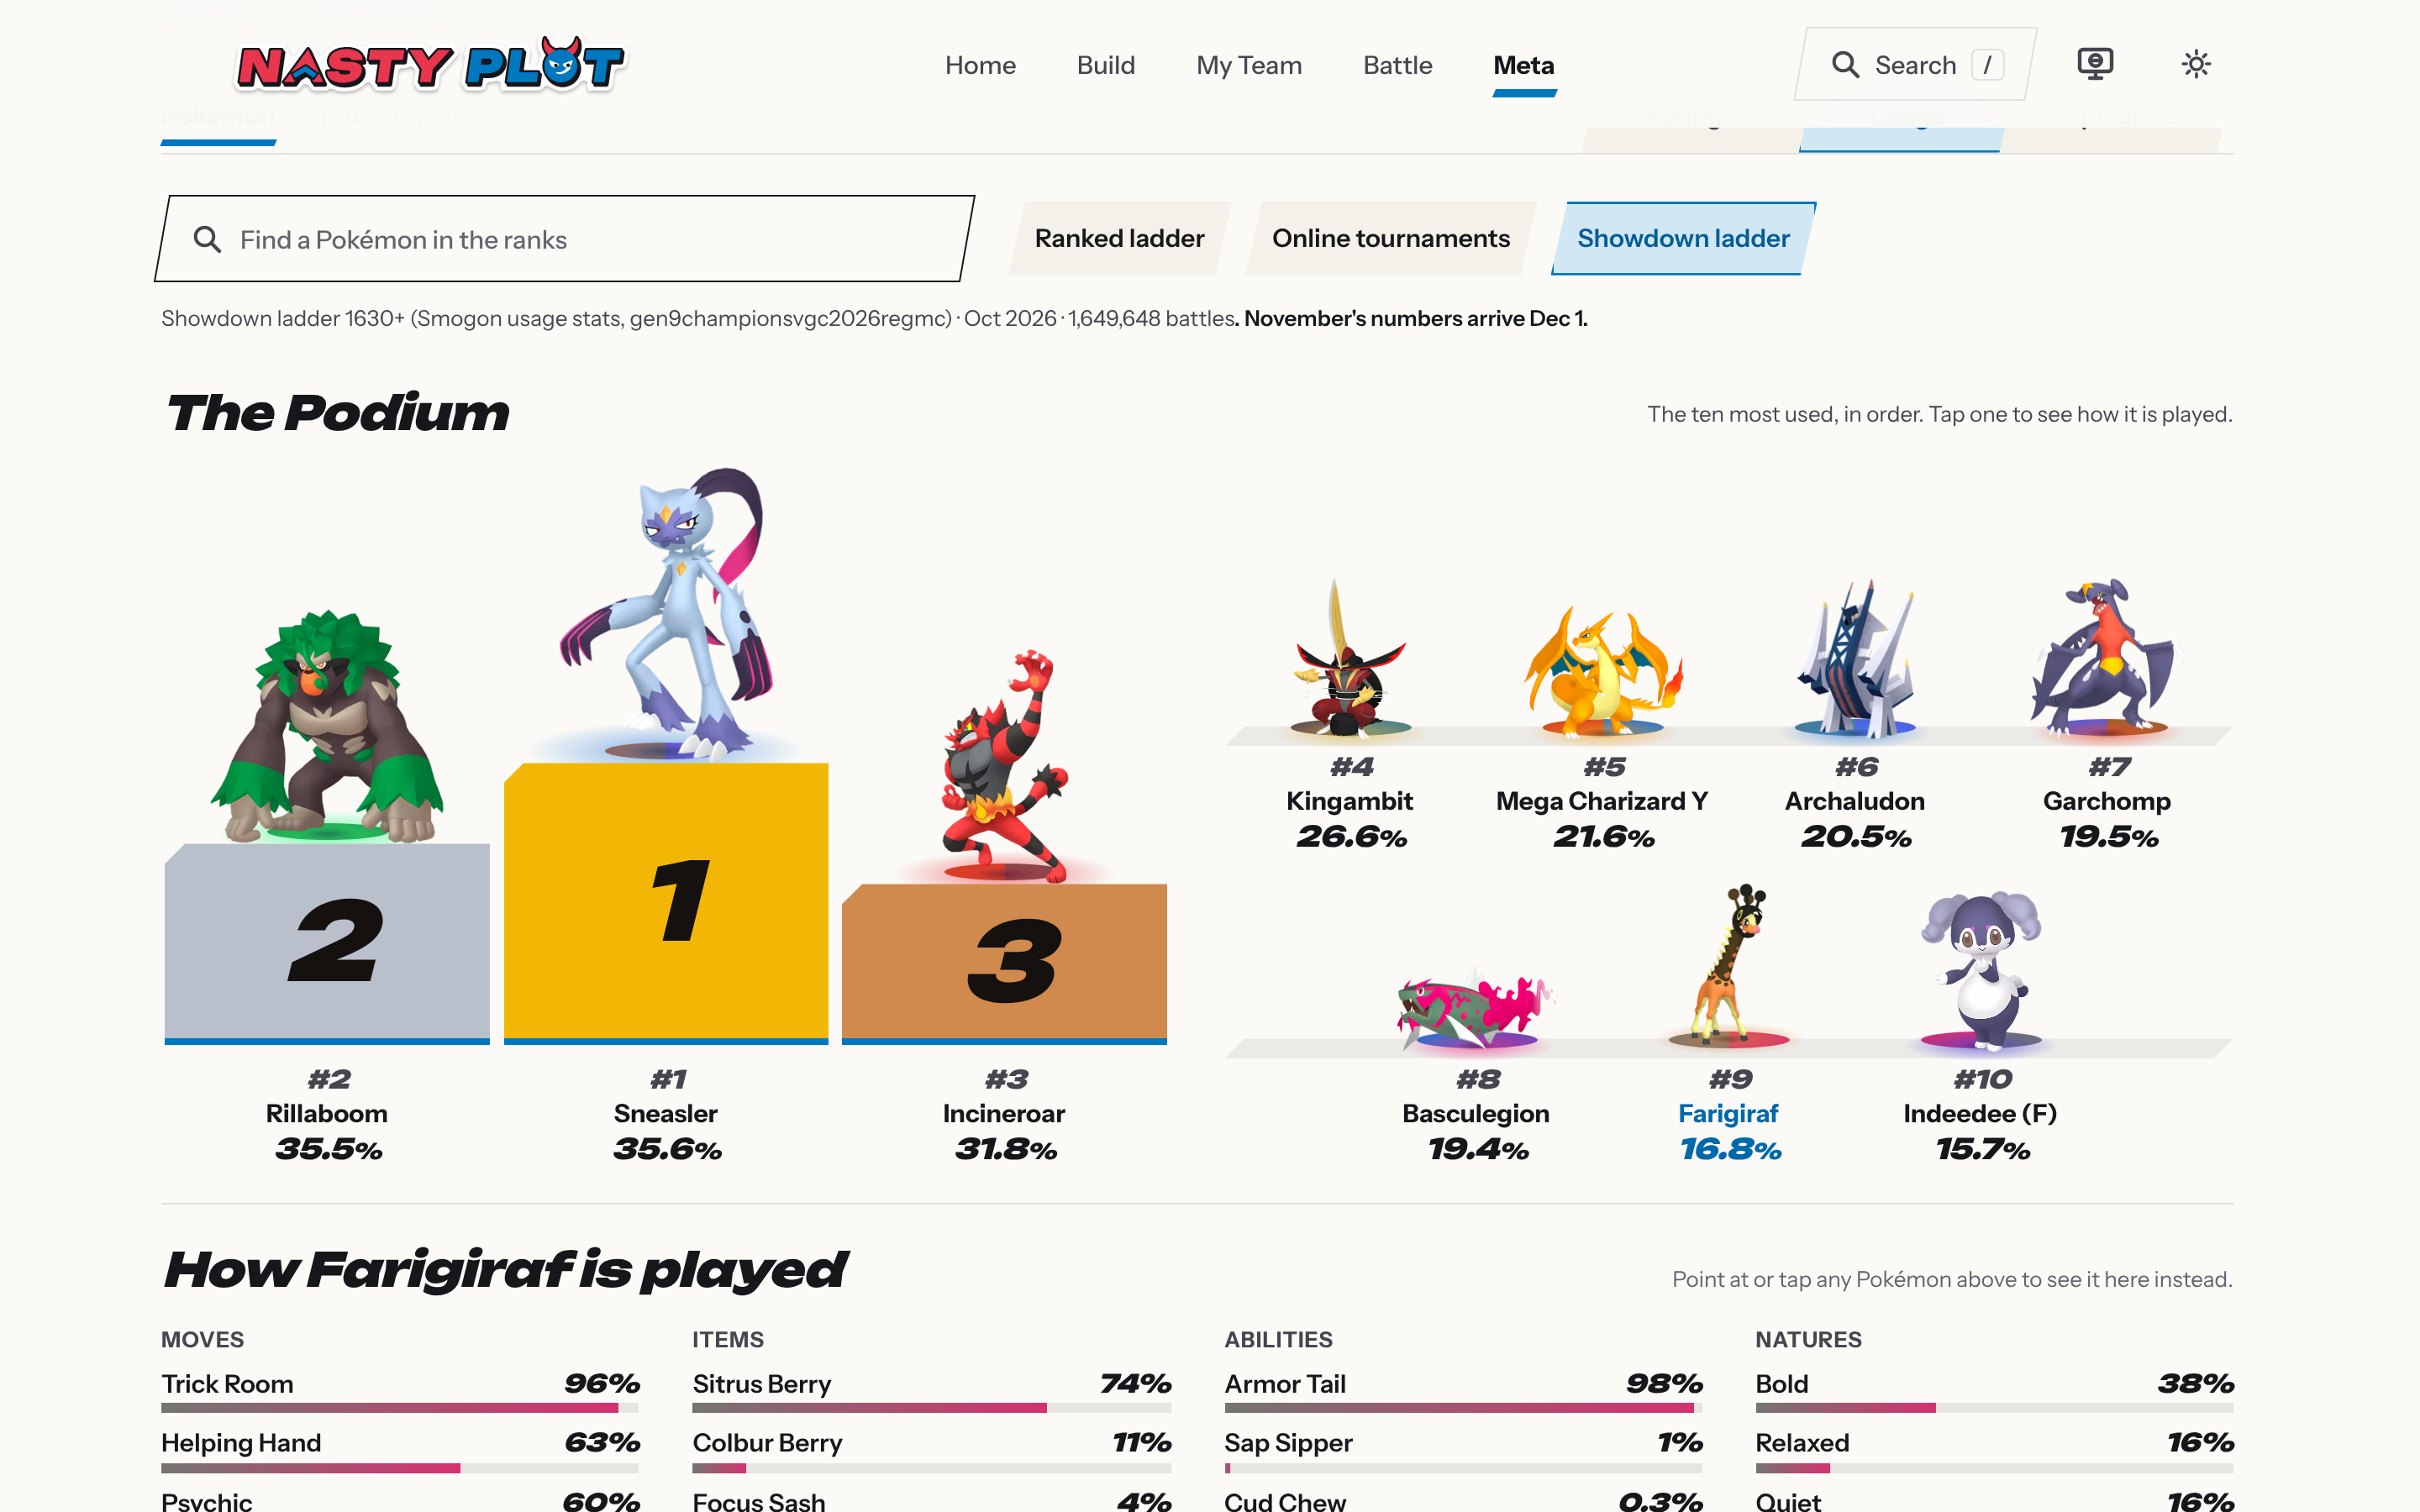 NASTY PLOT
Home
Build
My Team
Battle
Meta
Search /
Pokémon
Tournaments
Find a Pokémon in the ranks
Ranked ladder
Online tournaments
Showdown ladder
Showdown ladder 1630+ (Smogon usage stats, gen9championsvgc2026regmc) · Oct 2026 · 1,649,648 battles. November's numbers arrive Dec 1.
The Podium
The ten most used, in order. Tap one to see how it is played.
2
1
3
#2
Rillaboom
35.5%
#1
Sneasler
35.6%
#3
Incineroar
31.8%
#4
Kingambit
26.6%
#5
Mega Charizard Y
21.6%
#6
Archaludon
20.5%
#7
Garchomp
19.5%
#8
Basculegion
19.4%
#9
Farigiraf
16.8%
#10
Indeedee (F)
15.7%
How Farigiraf is played
Point at or tap any Pokémon above to see it here instead.
MOVES
Trick Room 96%
Helping Hand 63%
Psychic 60%
ITEMS
Sitrus Berry 74%
Colbur Berry 11%
Focus Sash 4%
ABILITIES
Armor Tail 98%
Sap Sipper 1%
Cud Chew 0.3%
NATURES
Bold 38%
Relaxed 16%
Quiet 16%